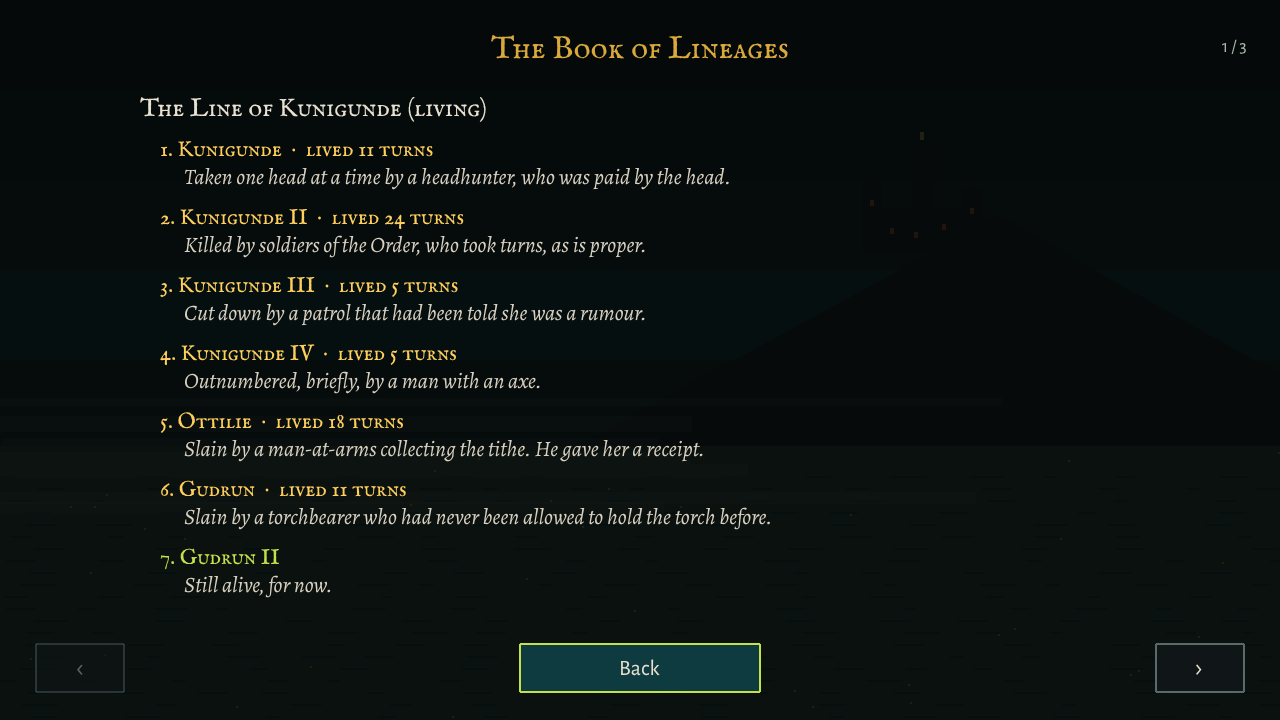 The Book of Lineages
1 / 3
The Line of Kunigunde (living)
1. Kunigunde · lived 11 turns
Taken one head at a time by a headhunter, who was paid by the head.
2. Kunigunde II · lived 24 turns
Killed by soldiers of the Order, who took turns, as is proper.
3. Kunigunde III · lived 5 turns
Cut down by a patrol that had been told she was a rumour.
4. Kunigunde IV · lived 5 turns
Outnumbered, briefly, by a man with an axe.
5. Ottilie · lived 18 turns
Slain by a man-at-arms collecting the tithe. He gave her a receipt.
6. Gudrun · lived 11 turns
Slain by a torchbearer who had never been allowed to hold the torch before.
7. Gudrun II
Still alive, for now.
‹
Back
›